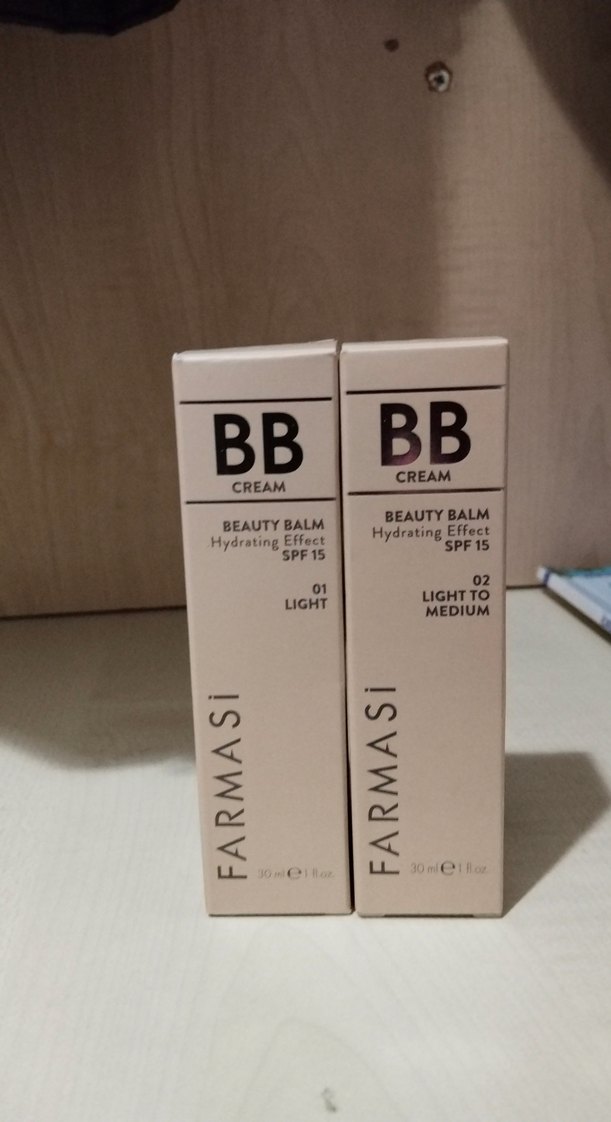 BB
CREAM
BEAUTY BALM
Hydrating Effect
SPF 15
01
LIGHT
FARMASi
30 ml ℮ 1 fl.oz.
BB
CREAM
BEAUTY BALM
Hydrating Effect
SPF 15
02
LIGHT TO
MEDIUM
FARMASi
30 ml ℮ 1 fl.oz.